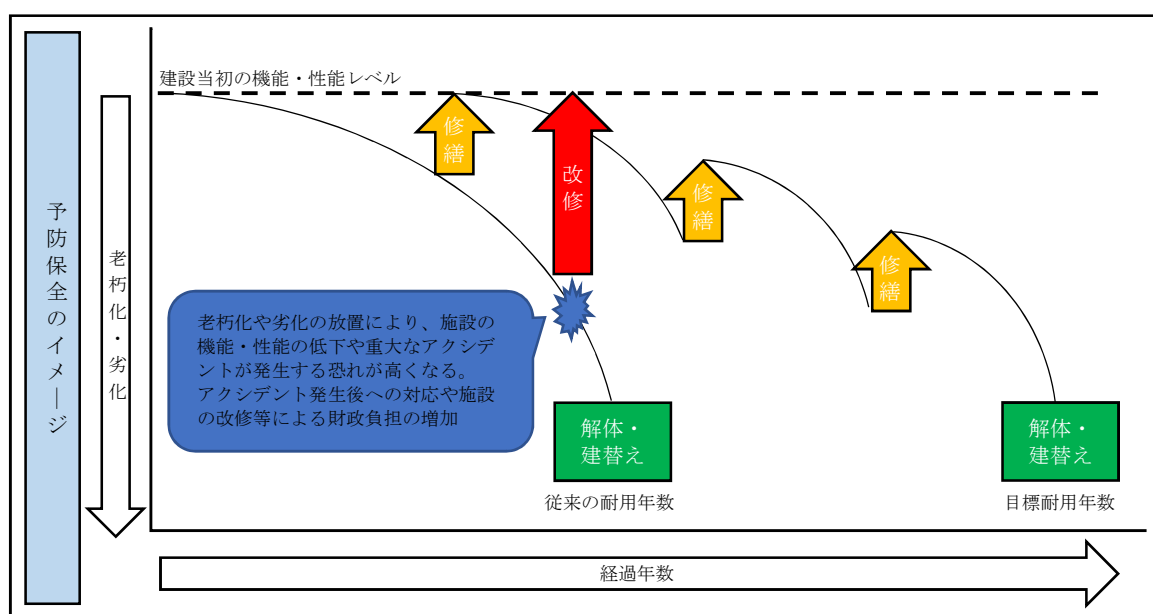 予防保全のイメージ
老朽化・劣化
建設当初の機能・性能レベル
修繕
改修
修繕
修繕
老朽化や劣化の放置により、施設の
機能・性能の低下や重大なアクシデ
ントが発生する恐れが高くなる。
アクシデント発生後への対応や施設
の改修等による財政負担の増加
解体・
建替え
解体・
建替え
従来の耐用年数
目標耐用年数
経過年数